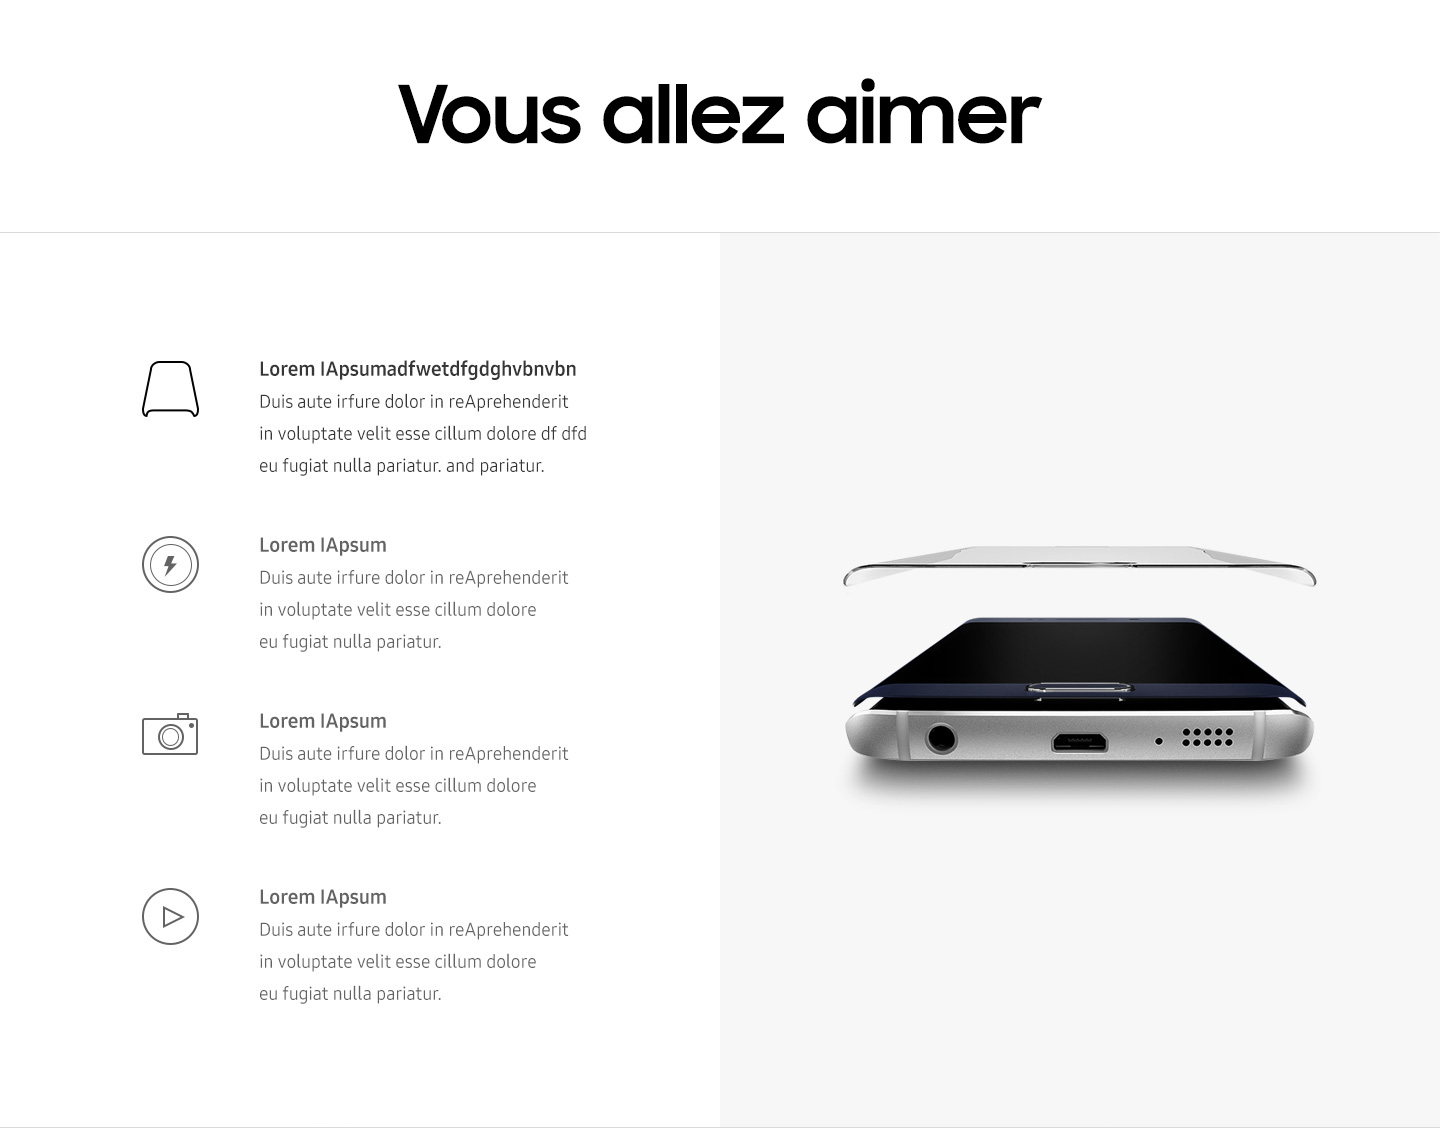 Vous allez aimer
Lorem IApsumadfwetdfgdghvbnvbn
Duis aute irfure dolor in reAprehenderit
in voluptate velit esse cillum dolore df dfd
eu fugiat nulla pariatur. and pariatur.
Lorem IApsum
Duis aute irfure dolor in reAprehenderit
in voluptate velit esse cillum dolore
eu fugiat nulla pariatur.
Lorem IApsum
Duis aute irfure dolor in reAprehenderit
in voluptate velit esse cillum dolore
eu fugiat nulla pariatur.
Lorem IApsum
Duis aute irfure dolor in reAprehenderit
in voluptate velit esse cillum dolore
eu fugiat nulla pariatur.